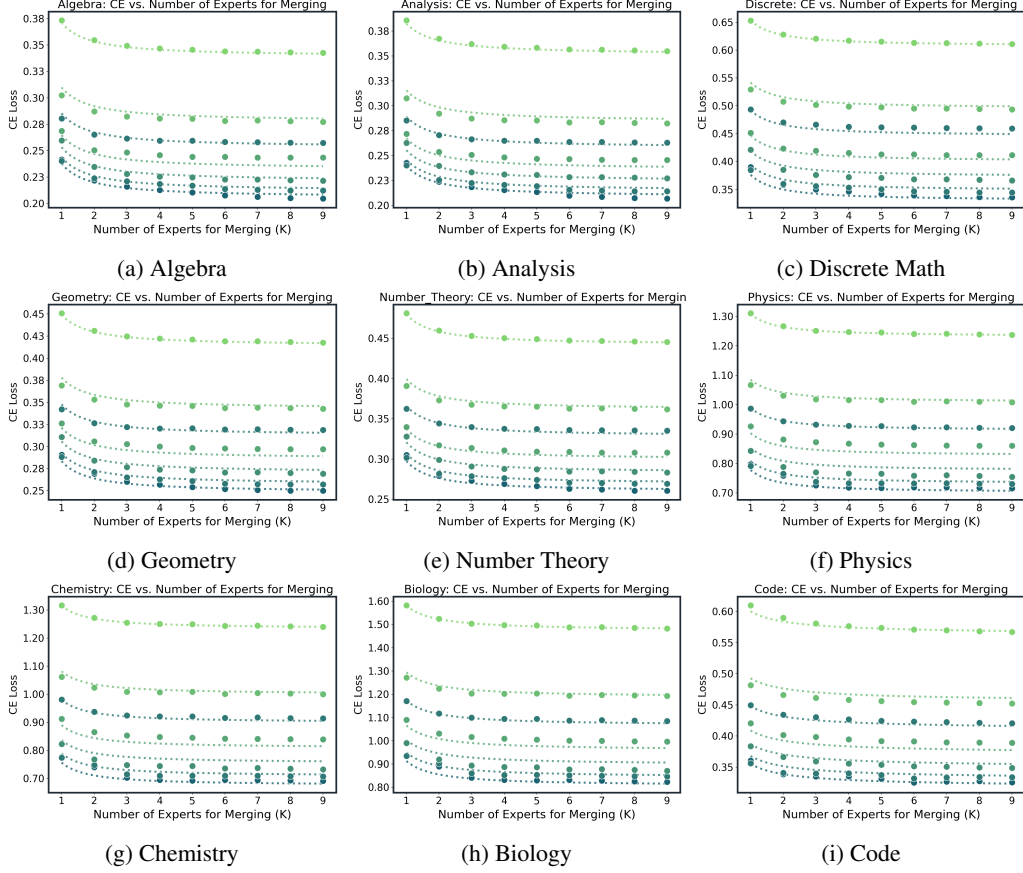 Algebra: CE vs. Number of Experts for Merging
Analysis: CE vs. Number of Experts for Merging
Discrete: CE vs. Number of Experts for Merging
CE Loss
0.38
0.35
0.33
0.30
0.28
0.25
0.23
0.20
1 2 3 4 5 6 7 8 9
Number of Experts for Merging (K)
CE Loss
0.38
0.35
0.33
0.30
0.28
0.25
0.23
0.20
1 2 3 4 5 6 7 8 9
Number of Experts for Merging (K)
CE Loss
0.65
0.60
0.55
0.50
0.45
0.40
0.35
1 2 3 4 5 6 7 8 9
Number of Experts for Merging (K)
(a) Algebra
(b) Analysis
(c) Discrete Math
Geometry: CE vs. Number of Experts for Merging
Number_Theory: CE vs. Number of Experts for Mergin
Physics: CE vs. Number of Experts for Merging
CE Loss
0.45
0.43
0.40
0.38
0.35
0.33
0.30
0.28
0.25
1 2 3 4 5 6 7 8 9
Number of Experts for Merging (K)
CE Loss
0.45
0.40
0.35
0.30
0.25
1 2 3 4 5 6 7 8 9
Number of Experts for Merging (K)
CE Loss
1.30
1.20
1.10
1.00
0.90
0.80
0.70
1 2 3 4 5 6 7 8 9
Number of Experts for Merging (K)
(d) Geometry
(e) Number Theory
(f) Physics
Chemistry: CE vs. Number of Experts for Merging
Biology: CE vs. Number of Experts for Merging
Code: CE vs. Number of Experts for Merging
CE Loss
1.30
1.20
1.10
1.00
0.90
0.80
0.70
1 2 3 4 5 6 7 8 9
Number of Experts for Merging (K)
CE Loss
1.60
1.50
1.40
1.30
1.20
1.10
1.00
0.90
0.80
1 2 3 4 5 6 7 8 9
Number of Experts for Merging (K)
CE Loss
0.60
0.55
0.50
0.45
0.40
0.35
1 2 3 4 5 6 7 8 9
Number of Experts for Merging (K)
(g) Chemistry
(h) Biology
(i) Code